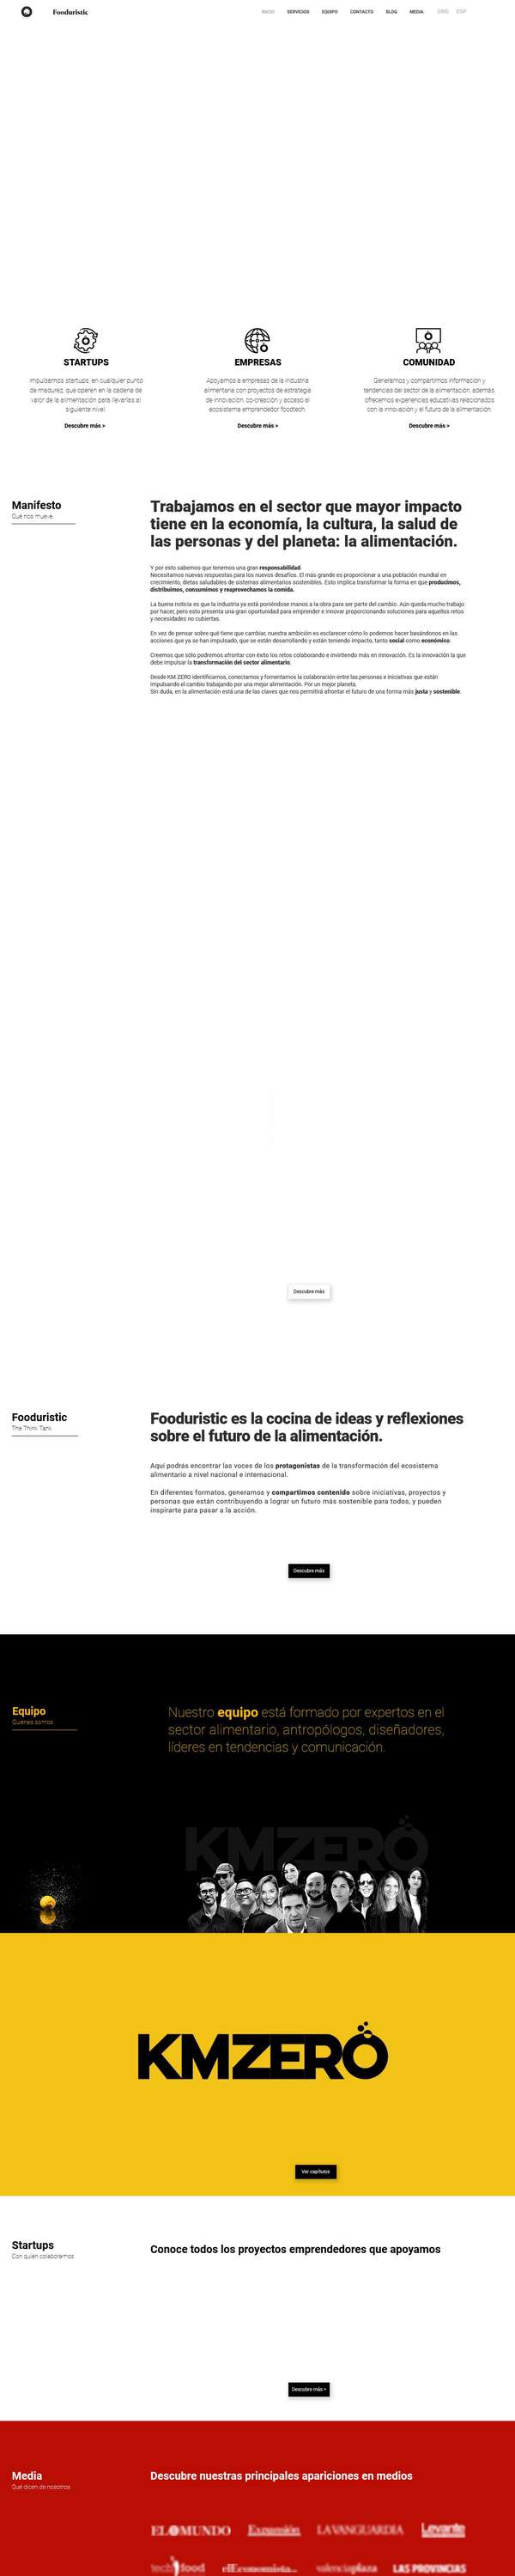 Fooduristic
INICIO SERVICIOS EQUIPO CONTACTO BLOG MEDIA ENG ESP
STARTUPS
Impulsamos startups, en cualquier punto
de madurez, que operen en la cadena de
valor de la alimentación para llevarlas al
siguiente nivel.
Descubre más >
EMPRESAS
Apoyamos a empresas de la industria
alimentaria con proyectos de estrategia
de innovación, co-creación y acceso al
ecosistema emprendedor foodtech.
Descubre más >
COMUNIDAD
Generamos y compartimos información y
tendencias del sector de la alimentación, además
ofrecemos experiencias educativas relacionados
con la innovación y el futuro de la alimentación.
Descubre más >
Manifesto
Qué nos mueve.
Trabajamos en el sector que mayor impacto
tiene en la economía, la cultura, la salud de
las personas y del planeta: la alimentación.
Y por esto sabemos que tenemos una gran responsabilidad.
Necesitamos nuevas respuestas para los nuevos desafíos. El más grande es proporcionar a una población mundial en
crecimiento, dietas saludables de sistemas alimentarios sostenibles. Esto implica transformar la forma en que producimos,
distribuimos, consumimos y reaprovechamos la comida.
La buena noticia es que la industria ya está poniéndose manos a la obra para ser parte del cambio. Aún queda mucho trabajo
por hacer, pero esto presenta una gran oportunidad para emprender e innovar proporcionando soluciones para aquellos retos
y necesidades no cubiertas.
En vez de pensar sobre qué tiene que cambiar, nuestra ambición es esclarecer cómo lo podemos hacer basándonos en las
acciones que ya se han impulsado, que se están desarrollando y están teniendo impacto, tanto social como económico.
Creemos que sólo podremos afrontar con éxito los retos colaborando e invirtiendo más en innovación. Es la innovación la que
debe impulsar la transformación del sector alimentario.
Desde KM ZERO identificamos, conectamos y fomentamos la colaboración entre las personas e iniciativas que están
impulsando el cambio trabajando por una mejor alimentación. Por un mejor planeta.
Sin duda, en la alimentación está una de las claves que nos permitirá afrontar el futuro de una forma más justa y sostenible.
Descubre más
Fooduristic
The Think Tank
Fooduristic es la cocina de ideas y reflexiones
sobre el futuro de la alimentación.
Aquí podrás encontrar las voces de los protagonistas de la transformación del ecosistema
alimentario a nivel nacional e internacional.
En diferentes formatos, generamos y compartimos contenido sobre iniciativas, proyectos y
personas que están contribuyendo a lograr un futuro más sostenible para todos, y pueden
inspirarte para pasar a la acción.
Descubre más
Equipo
Quiénes somos.
Nuestro equipo está formado por expertos en el
sector alimentario, antropólogos, diseñadores,
líderes en tendencias y comunicación.
KMZERO
KMZERO
Ver capítulos
Startups
Con quién colaboramos
Conoce todos los proyectos emprendedores que apoyamos
Descubre más >
Media
Qué dicen de nosotros
Descubre nuestras principales apariciones en medios
EL MUNDO Expansión LA VANGUARDIA Levante
tech food elEconomista valenciaplaza LAS PROVINCIAS